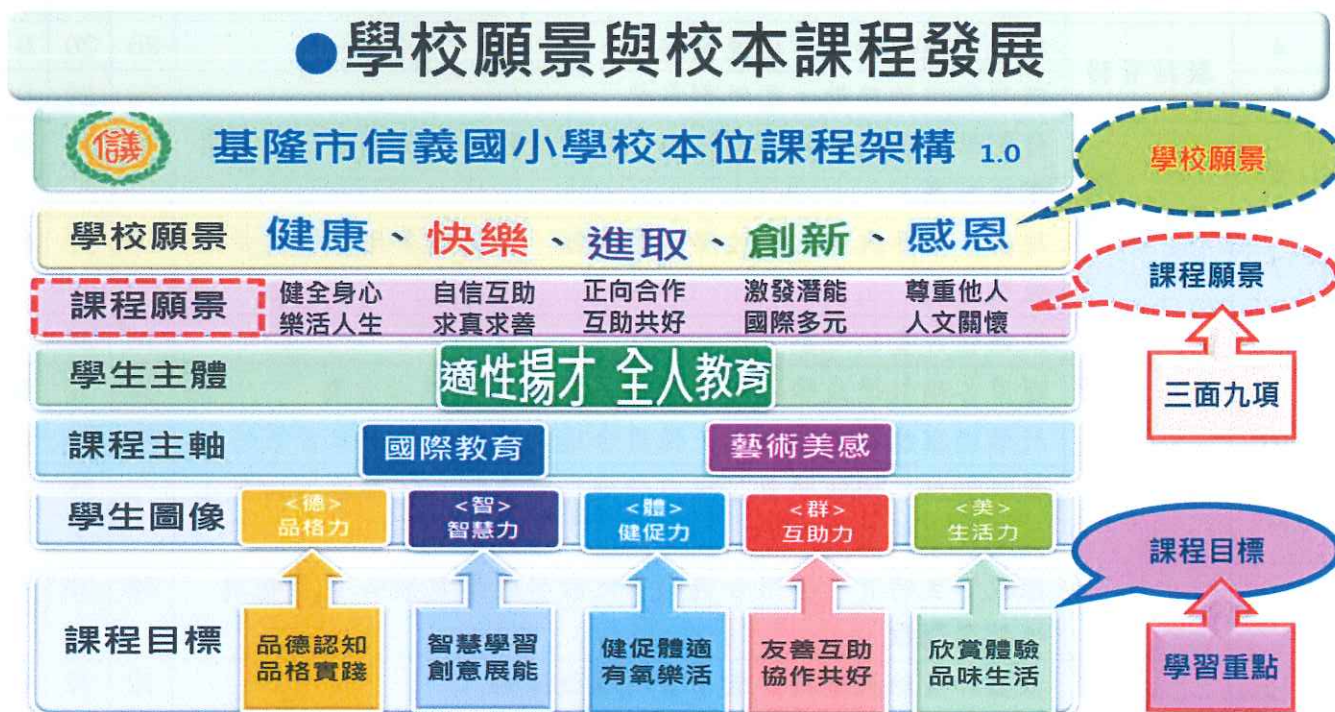 ●學校願景與校本課程發展
信義
基隆市信義國小學校本位課程架構 1.0
學校願景
學校願景 健康、快樂、進取、創新、感恩
課程願景
健全身心 樂活人生
自信互助 求真求善
正向合作 互助共好
激發潛能 國際多元
尊重他人 人文關懷
課程願景
三面九項
學生主體 適性揚才 全人教育
課程主軸 國際教育 藝術美感
學生圖像
<德>
品格力
<智>
智慧力
<體>
健促力
<群>
互助力
<美>
生活力
課程目標
品德認知
品格實踐
智慧學習
創意展能
健促體適
有氧樂活
友善互助
協作共好
欣賞體驗
品味生活
課程目標
學習重點